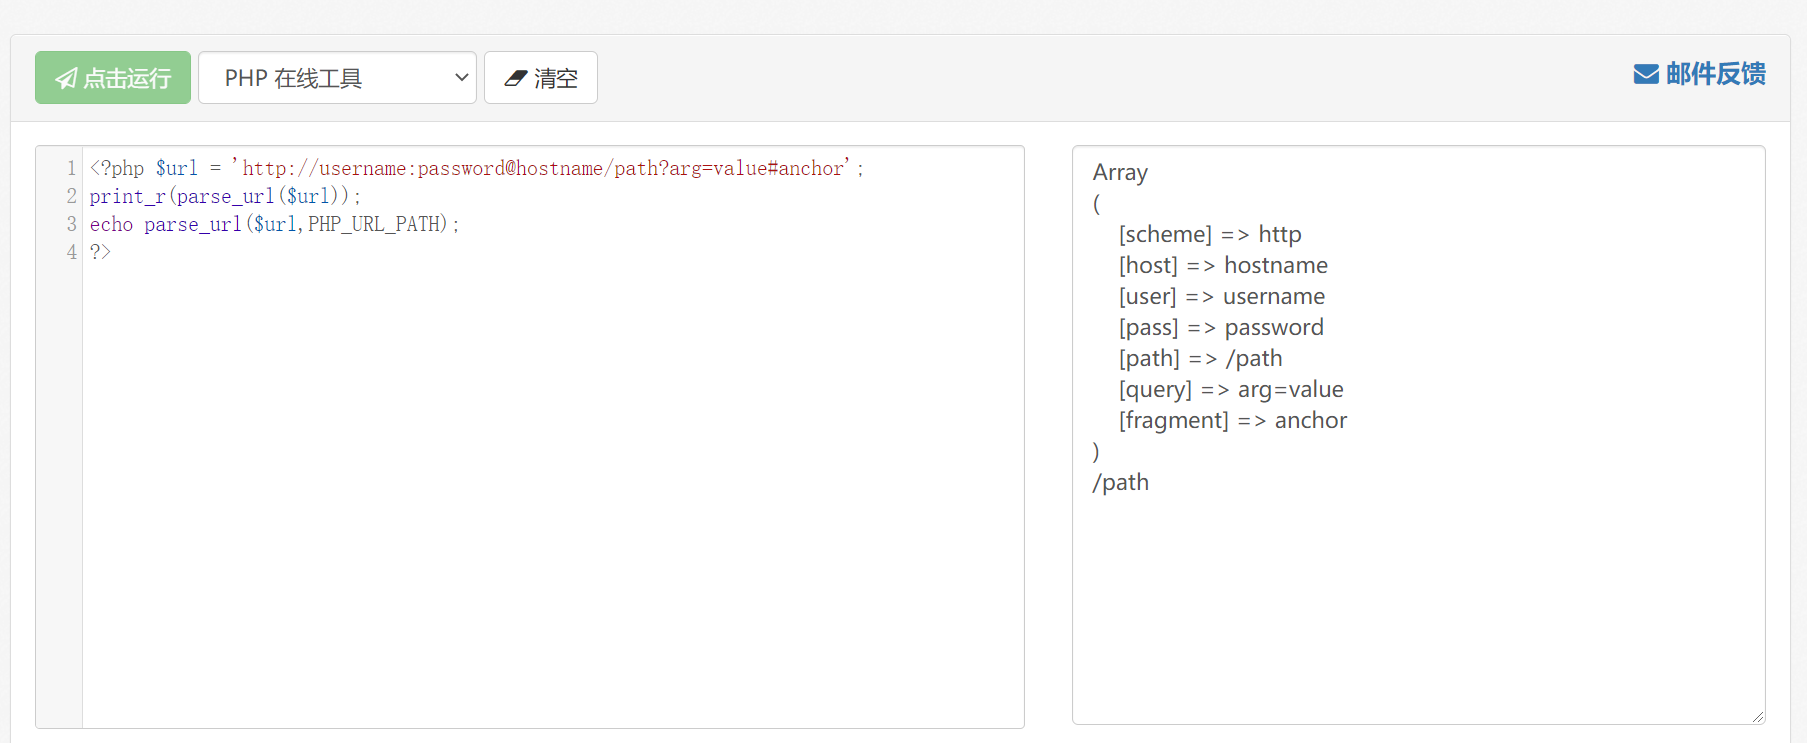 点击运行 PHP 在线工具 清空 邮件反馈
1 <?php $url = 'http://username:password@hostname/path?arg=value#anchor';
2 print_r(parse_url($url));
3 echo parse_url($url,PHP_URL_PATH);
4 ?>
Array
(
[scheme] => http
[host] => hostname
[user] => username
[pass] => password
[path] => /path
[query] => arg=value
[fragment] => anchor
)
/path